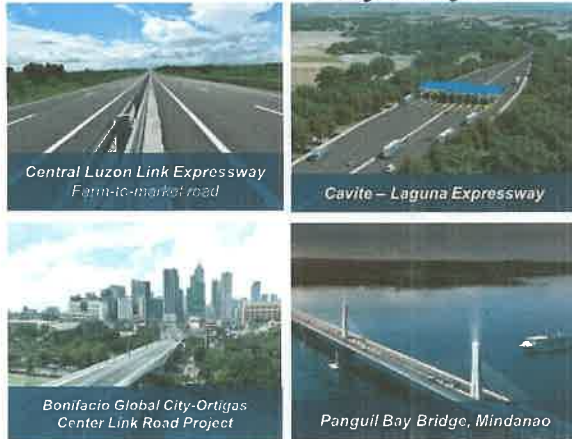 Central Luzon Link Expressway
Farm-to-market road
Cavite – Laguna Expressway
Bonifacio Global City-Ortigas
Center Link Road Project
Panguil Bay Bridge, Mindanao